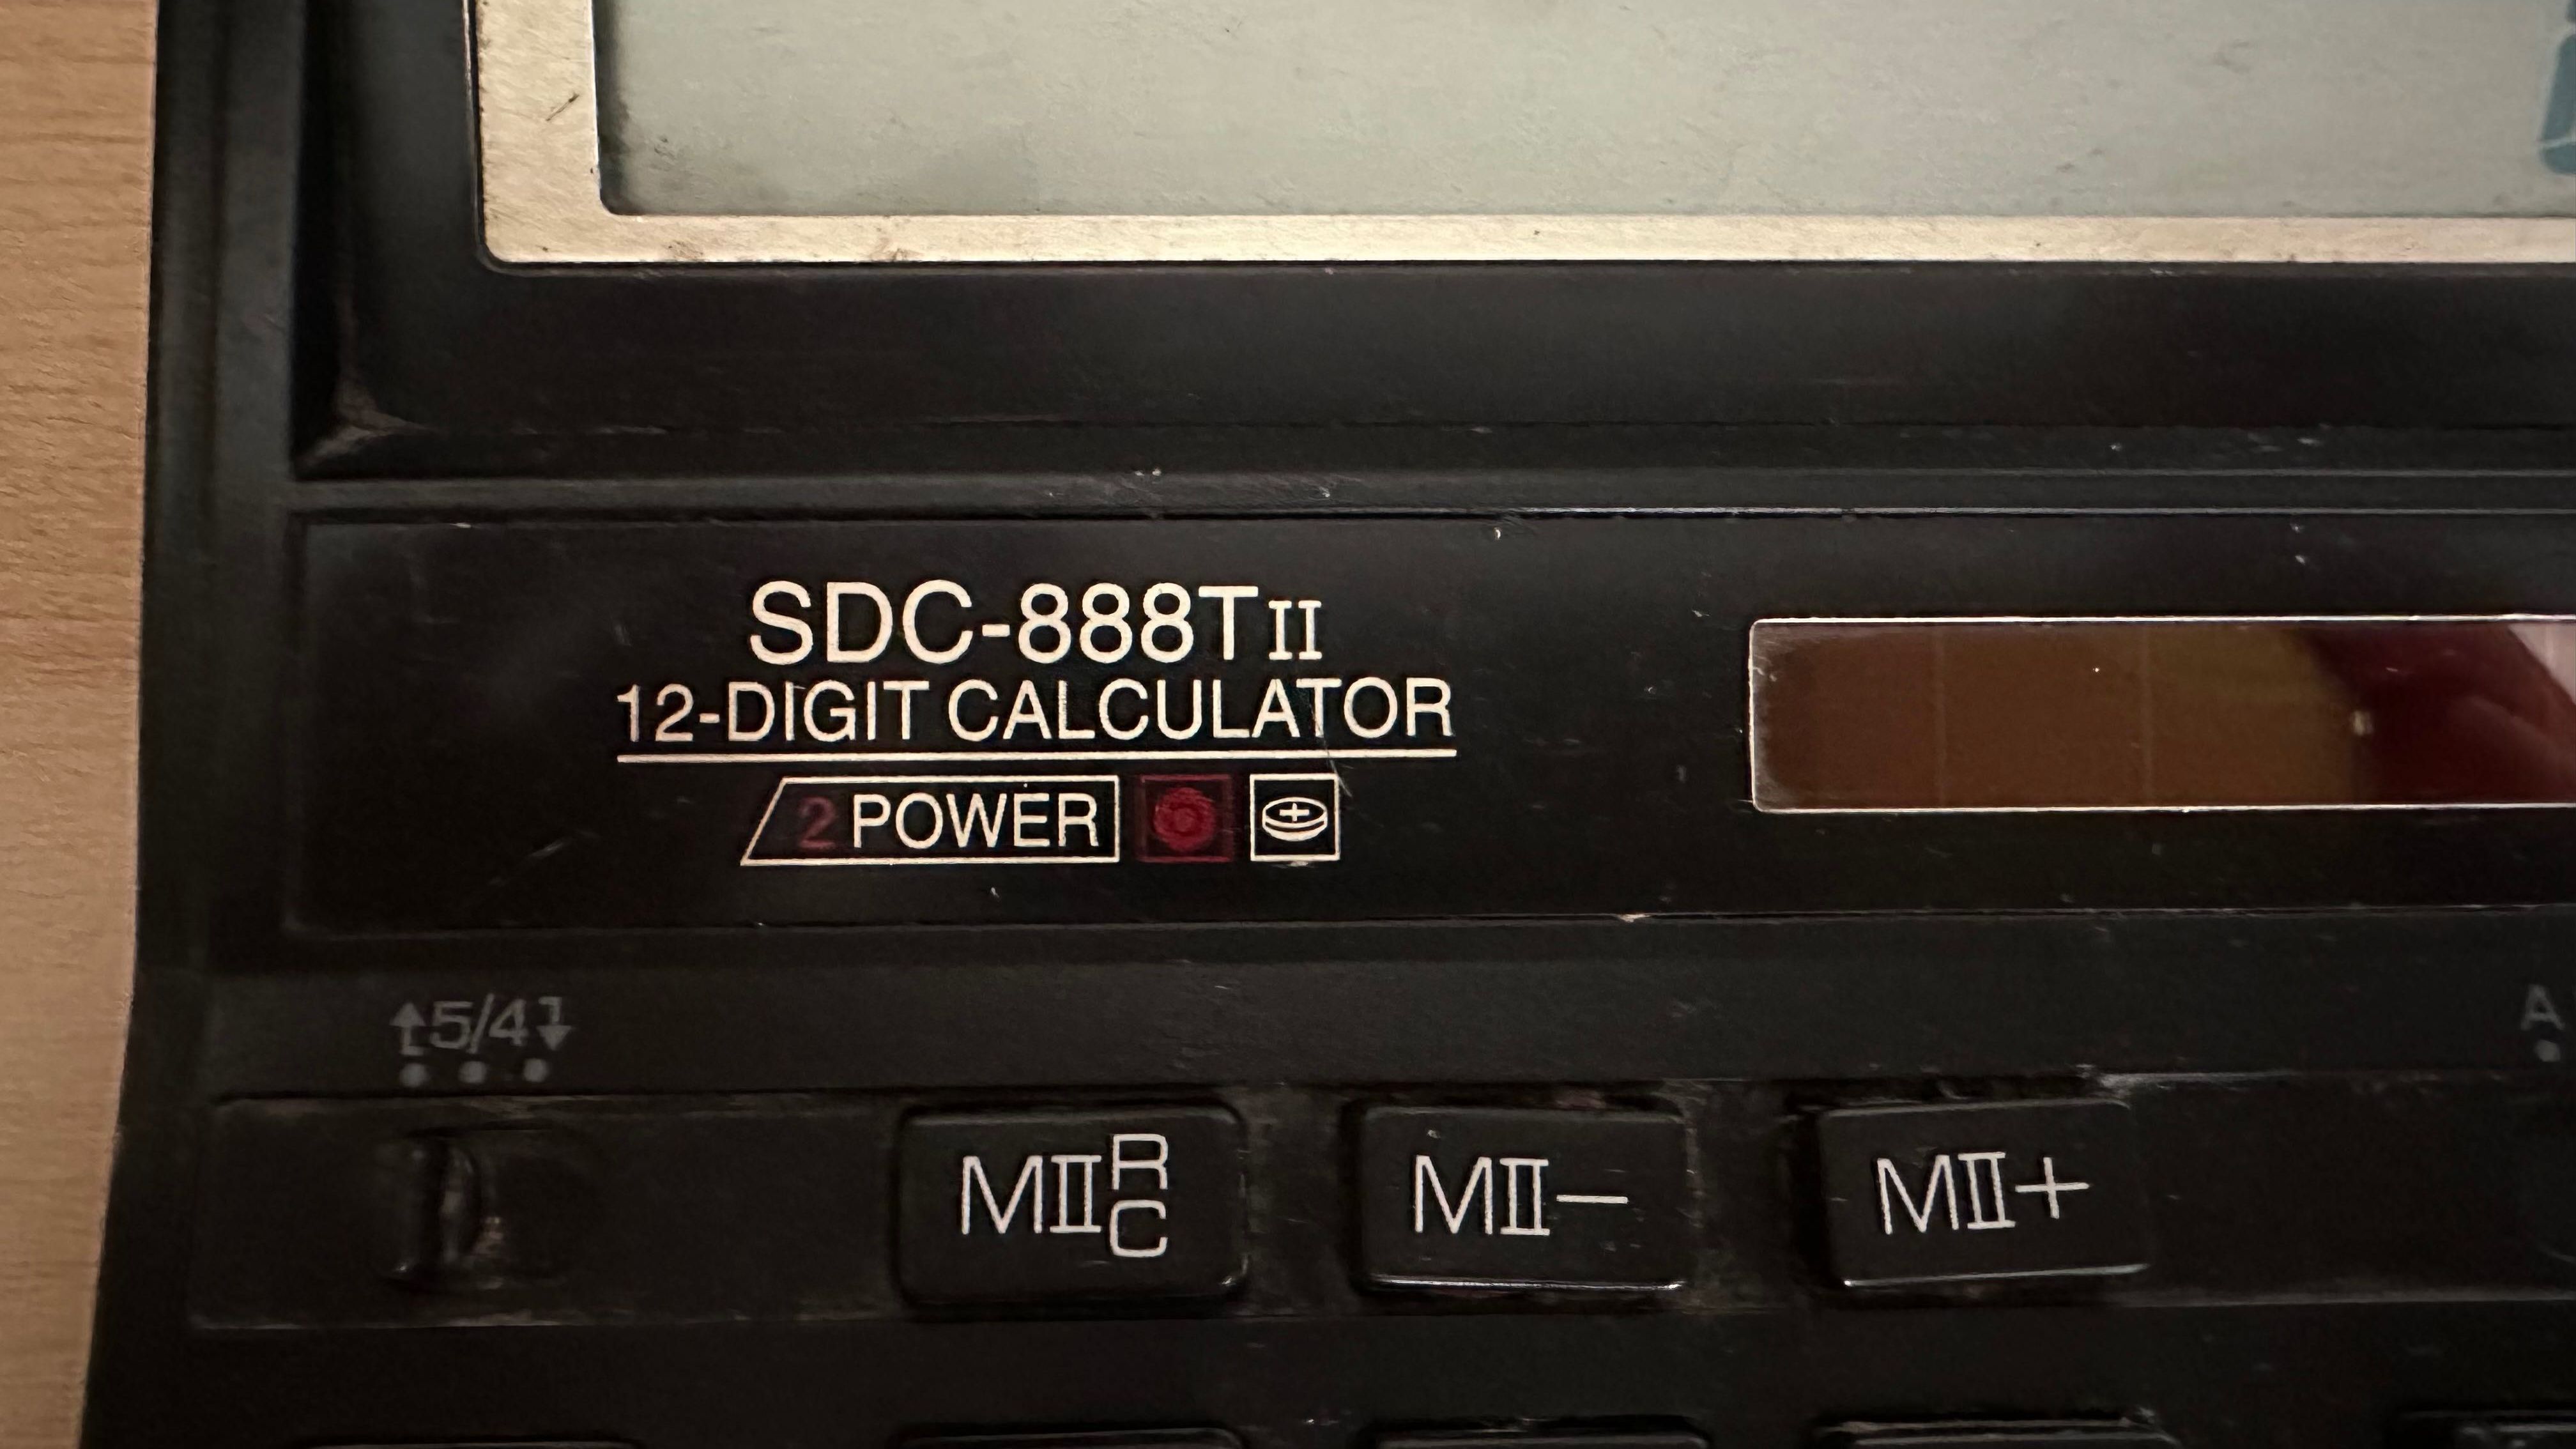 SDC-888TII
12-DIGIT CALCULATOR
2 POWER
5/4
A
MIIRC MII− MII+